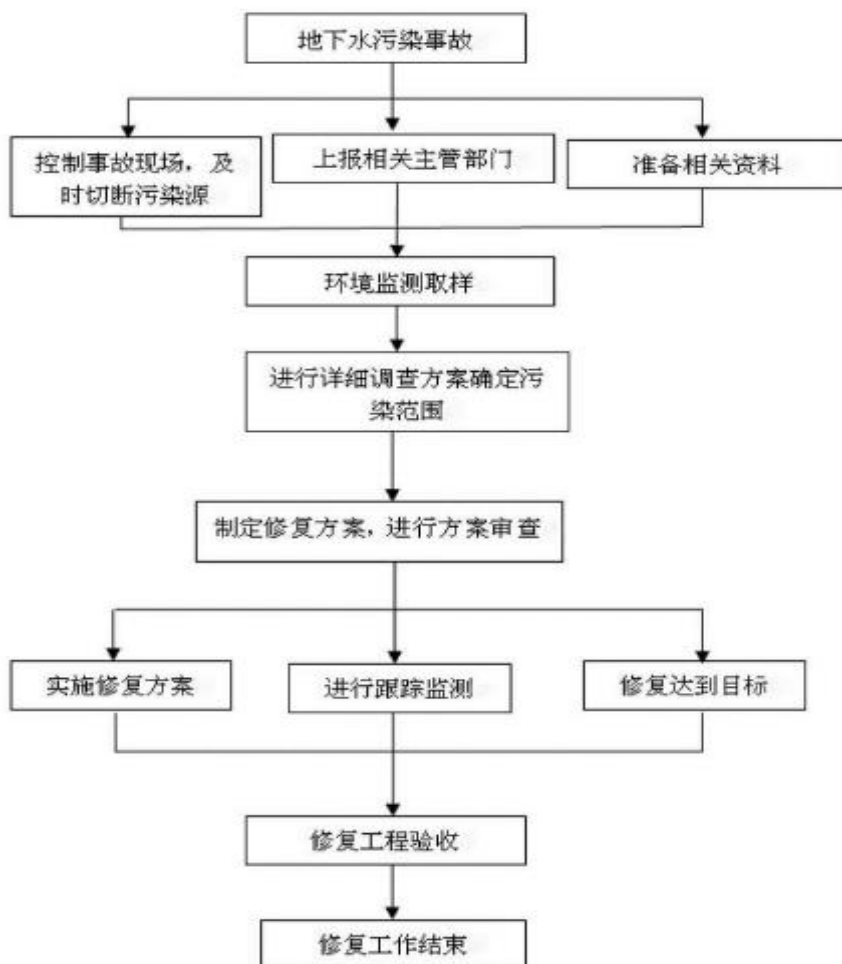 地下水污染事故
控制事故现场，及
时切断污染源
上报相关主管部门
准备相关资料
环境监测取样
进行详细调查方案确定污
染范围
制定修复方案，进行方案审查
实施修复方案
进行跟踪监测
修复达到目标
修复工程验收
修复工作结束